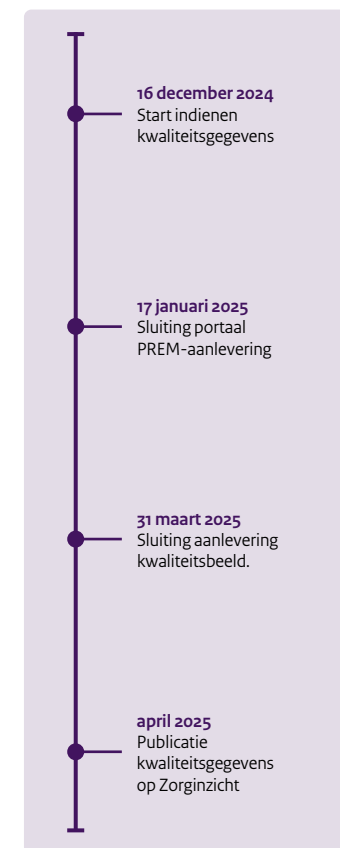 16 december 2024
Start indienen
kwaliteitsgegevens
17 januari 2025
Sluiting portaal
PREM-aanlevering
31 maart 2025
Sluiting aanlevering
kwaliteitsbeeld.
april 2025
Publicatie
kwaliteitsgegevens
op Zorginzicht